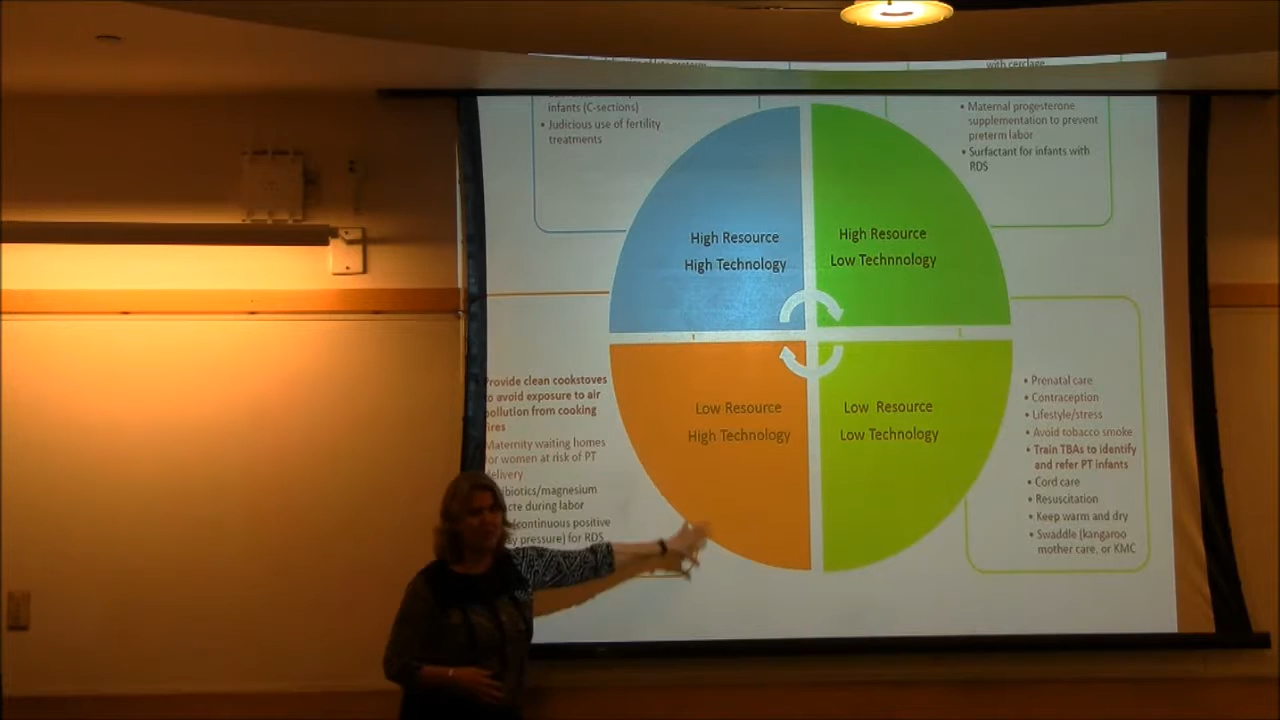 with cerclage
infants (C-sections)
• Judicious use of fertility
treatments
• Maternal progesterone
supplementation to prevent
preterm labor
• Surfactant for infants with
RDS
High Resource
High Technology
High Resource
Low Technnology
Provide clean cookstoves
to avoid exposure to air
pollution from cooking
fires
Maternity waiting homes
for women at risk of PT
delivery
during labor
(continuous positive
pressure) for RDS
Low Resource
High Technology
Low Resource
Low Technology
• Prenatal care
• Contraception
• Lifestyle/stress
• Avoid tobacco smoke
• Train TBAs to identify
and refer PT infants
• Cord care
• Resuscitation
• Keep warm and dry
• Swaddle (kangaroo
mother care, or KMC